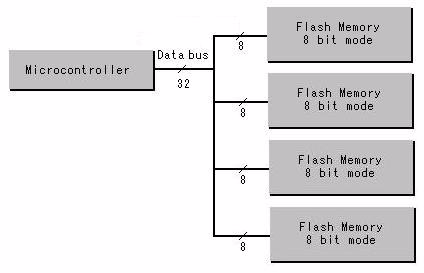 Microcontroller
Data bus
32
8
Flash Memory
8 bit mode
8
Flash Memory
8 bit mode
8
Flash Memory
8 bit mode
8
Flash Memory
8 bit mode